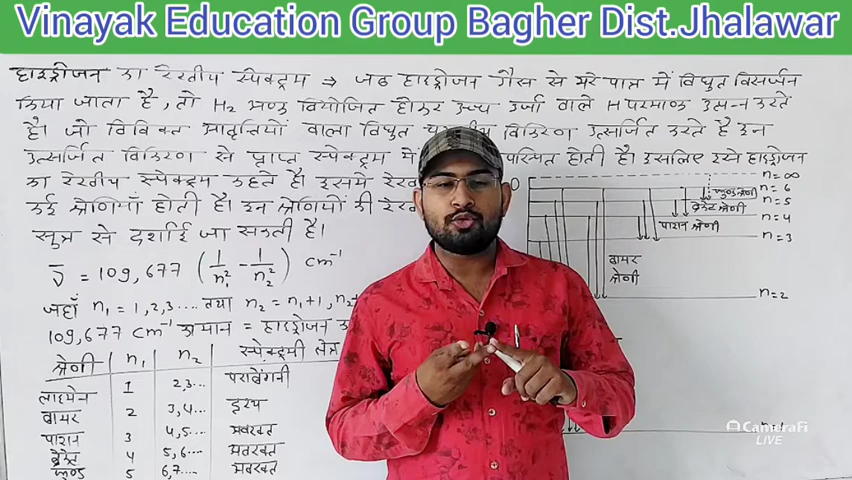 Vinayak Education Group Bagher Dist.Jhalawar
हाइड्रोजन का रेखीय स्पेक्ट्रम ⇒ जब हाइड्रोजन गैस से भरे पात्र में विद्युत विसर्जन
किया जाता है, तो H2 अणु वियोजित होकर उच्च उर्जा वाले H परमाणु उत्पन्न करते
है। जो विविक्त आवृत्तियों वाला विद्युत विकिरण उत्सर्जित करते है इन
उत्सर्जित विकिरण से प्राप्त स्पेक्ट्रम में होती है। इसलिए इसे हाइड्रोजन
का रेखीय स्पेक्ट्रम कहते है। इसमे
कई श्रेणियाँ होती है। इन श्रेणियों की
सूत्र से दर्शाई जा सकती है।
ν̅ = 109,677 (1/n₁² - 1/n₂²) cm⁻¹
जहाँ n₁ = 1,2,3.... तथा n₂ = n₁+1, n₂+
109,677 cm⁻¹ का मान = हाइड्रोजन
श्रेणी n₁ n₂ स्पेक्ट्रमी क्षेत्र
लाइमेन 1 2,3... पराबैंगनी
बामर 2 3,4... दृश्य
पाशन 3 4,5.... अवरक्त
ब्रेकेट 4 5,6... अवरक्त
फुण्ड 5 6,7.... अवरक्त
n=∞
n=6
फुण्ड श्रेणी
n=5
ब्रेकेट श्रेणी
n=4
पाशन श्रेणी
n=3
बामर
श्रेणी
n=2
CameraFi
LIVE